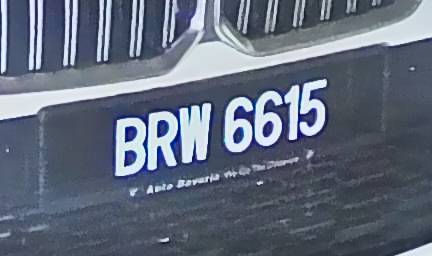 BRW 6615
Auto Bavaria We Go The Distance